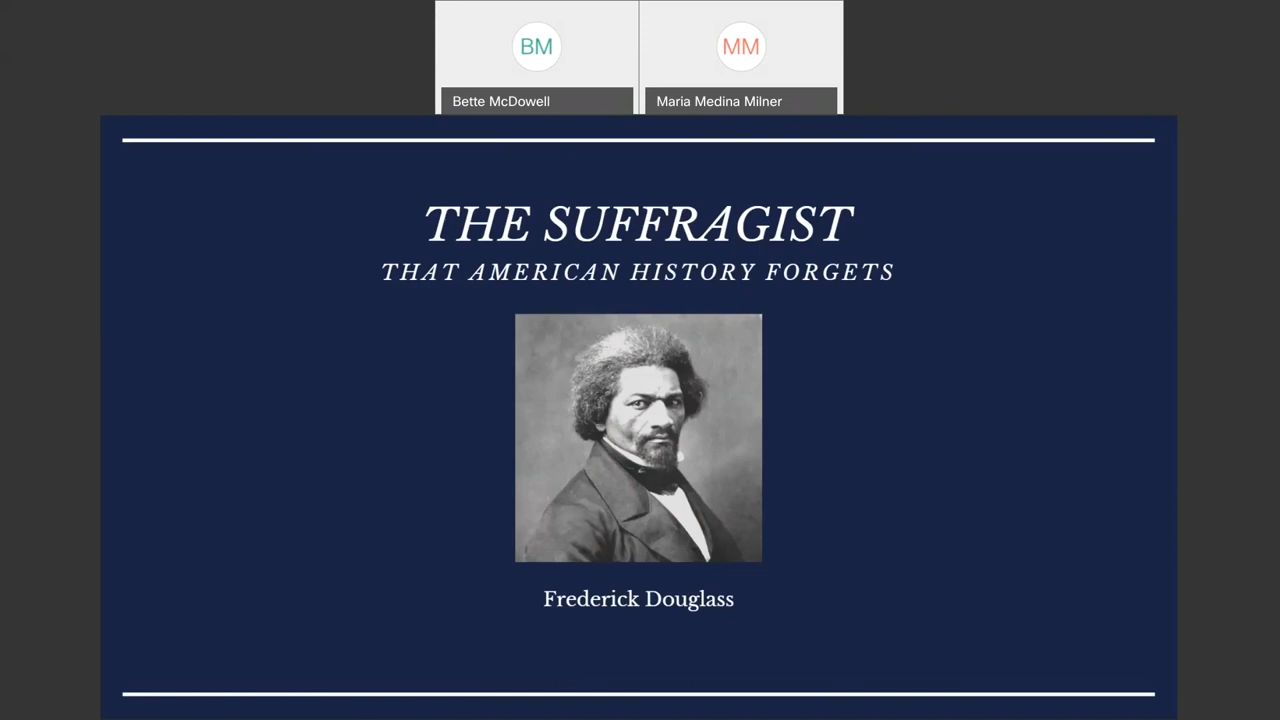 BM
MM
Bette McDowell
Maria Medina Milner
THE SUFFRAGIST
THAT AMERICAN HISTORY FORGETS
Frederick Douglass